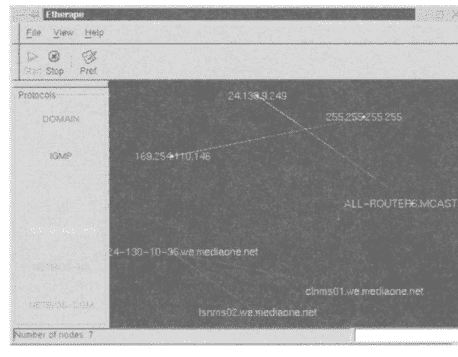 Etherape
File View Help
Start Stop Pref.
Protocols
DOMAIN
IGMP
24.130.9.249
255.255.255.255
169.254.110.146
ALL-ROUTERS.MCAST
24-130-10-96.we.mediaone.net
clnms01.we.mediaone.net
lsnms02.we.mediaone.net
Number of nodes: 7